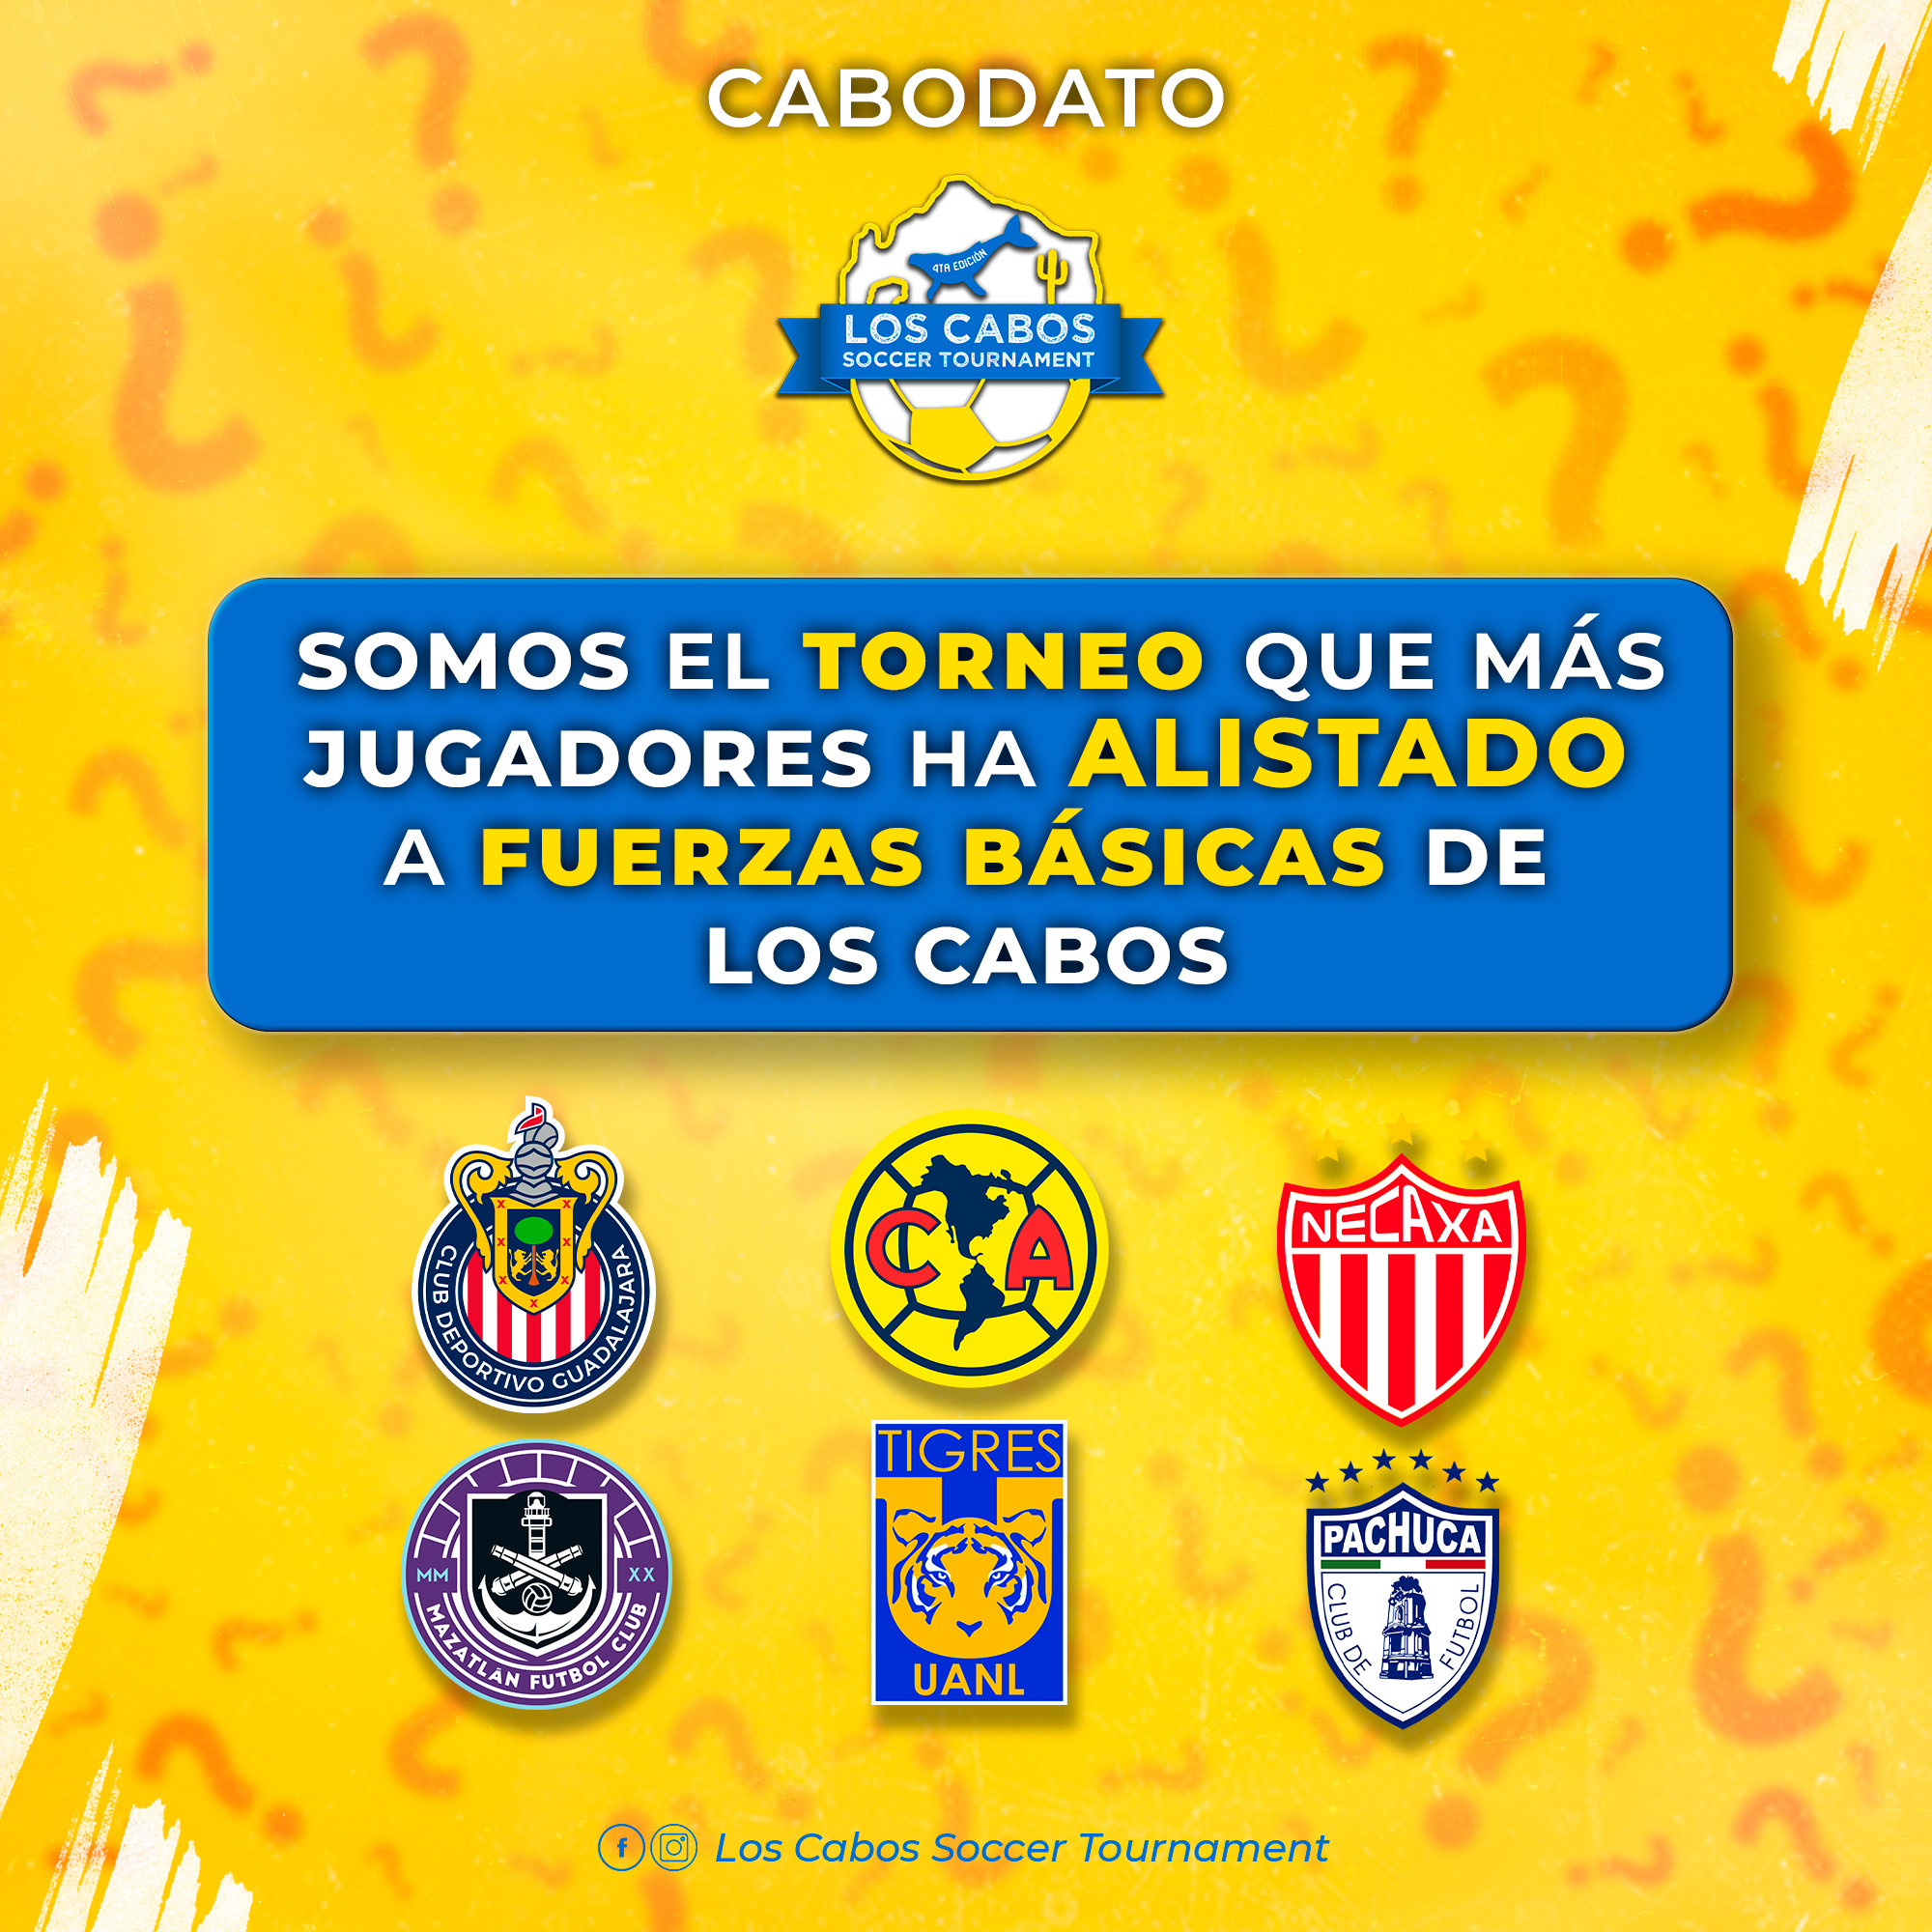 CABODATO
4TA EDICIÓN
LOS CABOS
SOCCER TOURNAMENT
SOMOS EL TORNEO QUE MÁS
JUGADORES HA ALISTADO
A FUERZAS BÁSICAS DE
LOS CABOS
CLUB DEPORTIVO GUADALAJARA
CA
NECAXA
MM XX
MAZATLÁN FUTBOL CLUB
TIGRES
UANL
PACHUCA
CLUB DE FUTBOL
Los Cabos Soccer Tournament